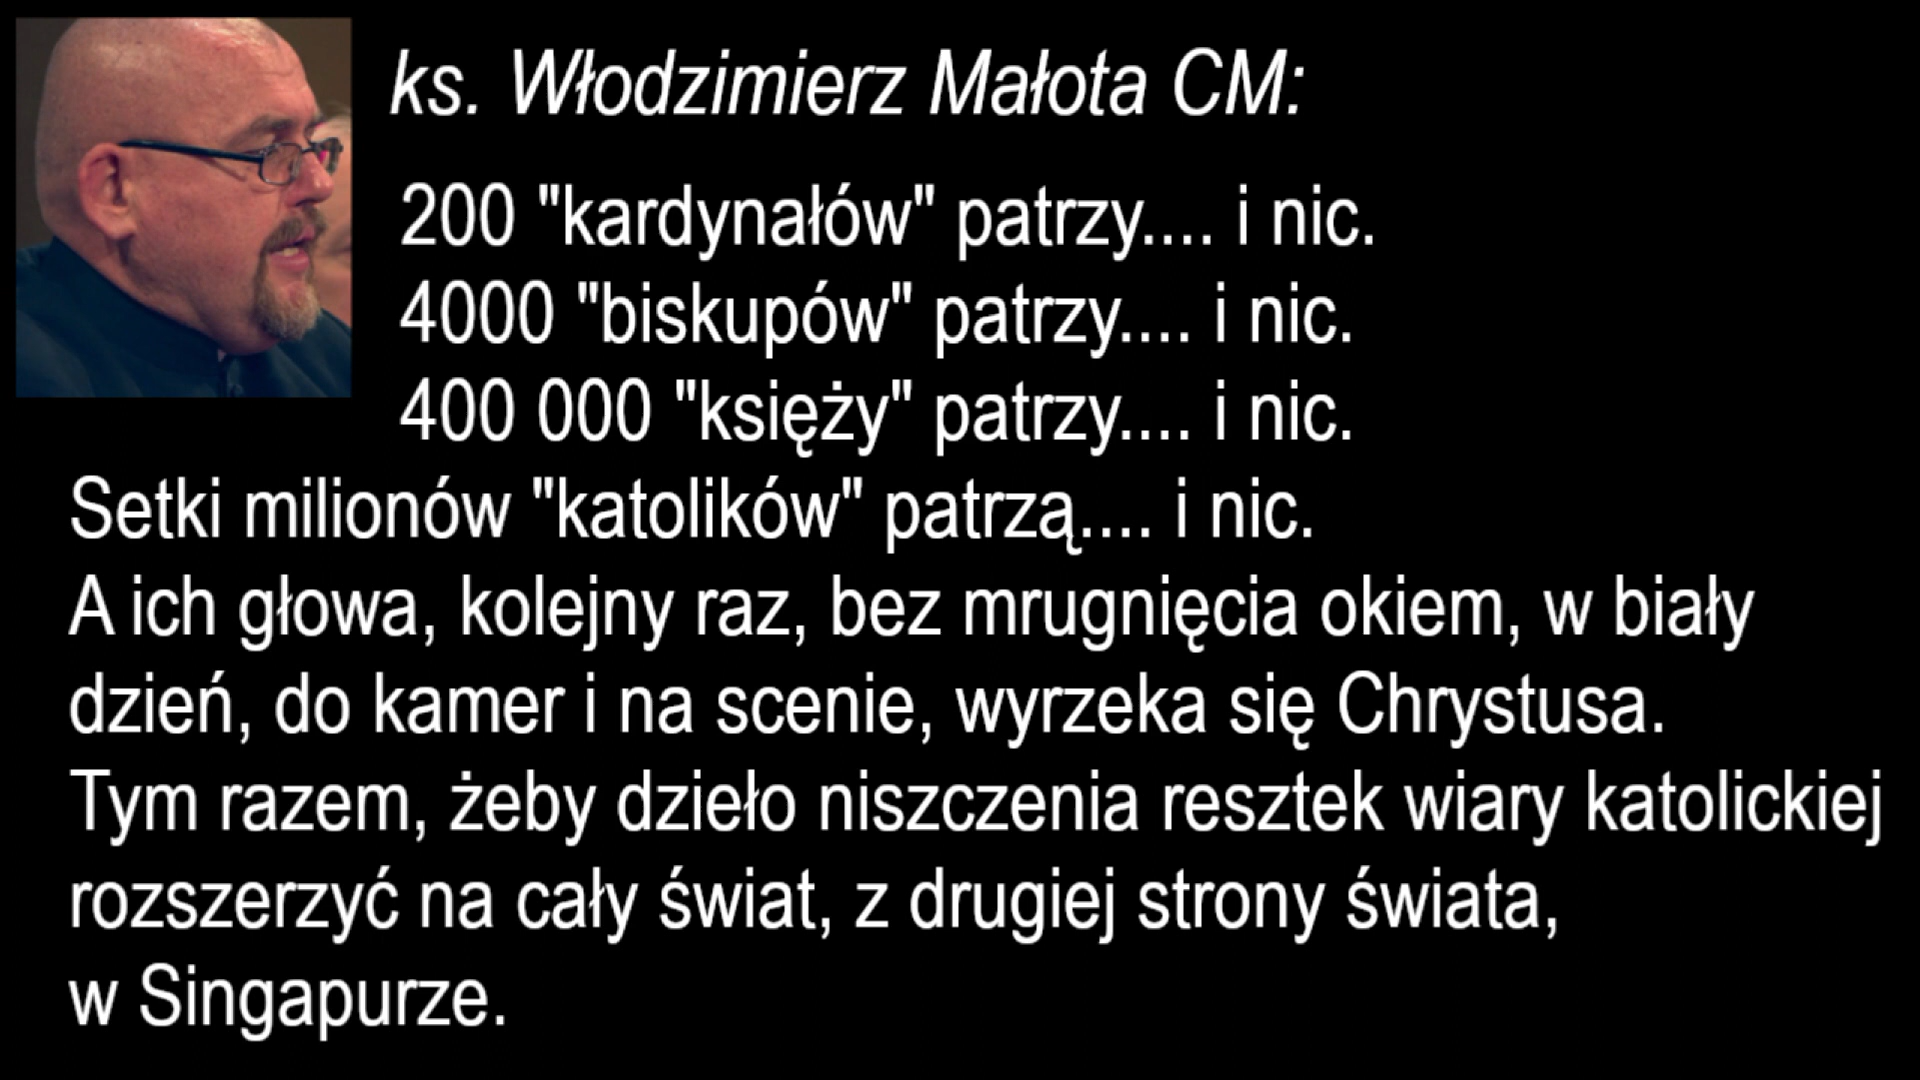 ks. Włodzimierz Małota CM:
200 "kardynałów" patrzy.... i nic.
4000 "biskupów" patrzy.... i nic.
400 000 "księży" patrzy.... i nic.
Setki milionów "katolików" patrzą.... i nic.
A ich głowa, kolejny raz, bez mrugnięcia okiem, w biały
dzień, do kamer i na scenie, wyrzeka się Chrystusa.
Tym razem, żeby dzieło niszczenia resztek wiary katolickiej
rozszerzyć na cały świat, z drugiej strony świata,
w Singapurze.